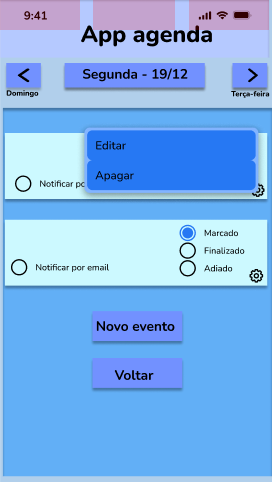 9:41
App agenda
Segunda - 19/12
Domingo
Terça-feira
Editar
Apagar
Notificar po
Marcado
Finalizado
Adiado
Notificar por email
Novo evento
Voltar